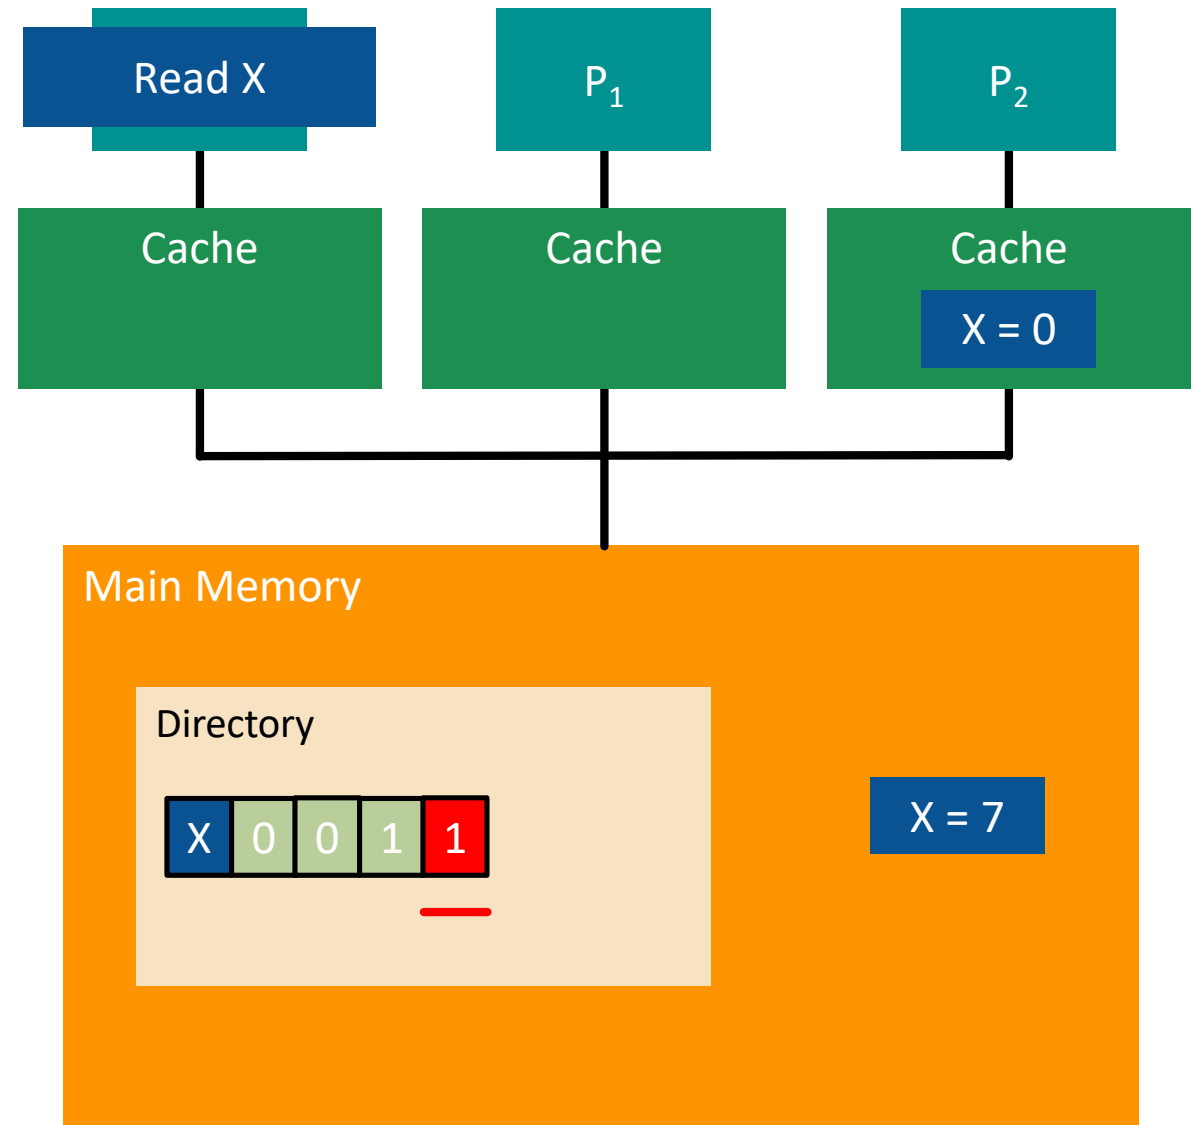 Read X
P1
P2
Cache
Cache
Cache
X = 0
Main Memory
Directory
X 0 0 1 1
X = 7